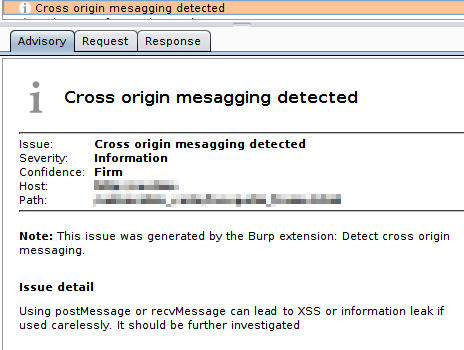 Cross origin mesagging detected
Advisory Request Response
Cross origin mesagging detected
Issue: Cross origin mesagging detected
Severity: Information
Confidence: Firm
Host:
Path:
Note: This issue was generated by the Burp extension: Detect cross origin
messaging.
Issue detail
Using postMessage or recvMessage can lead to XSS or information leak if
used carelessly. It should be further investigated